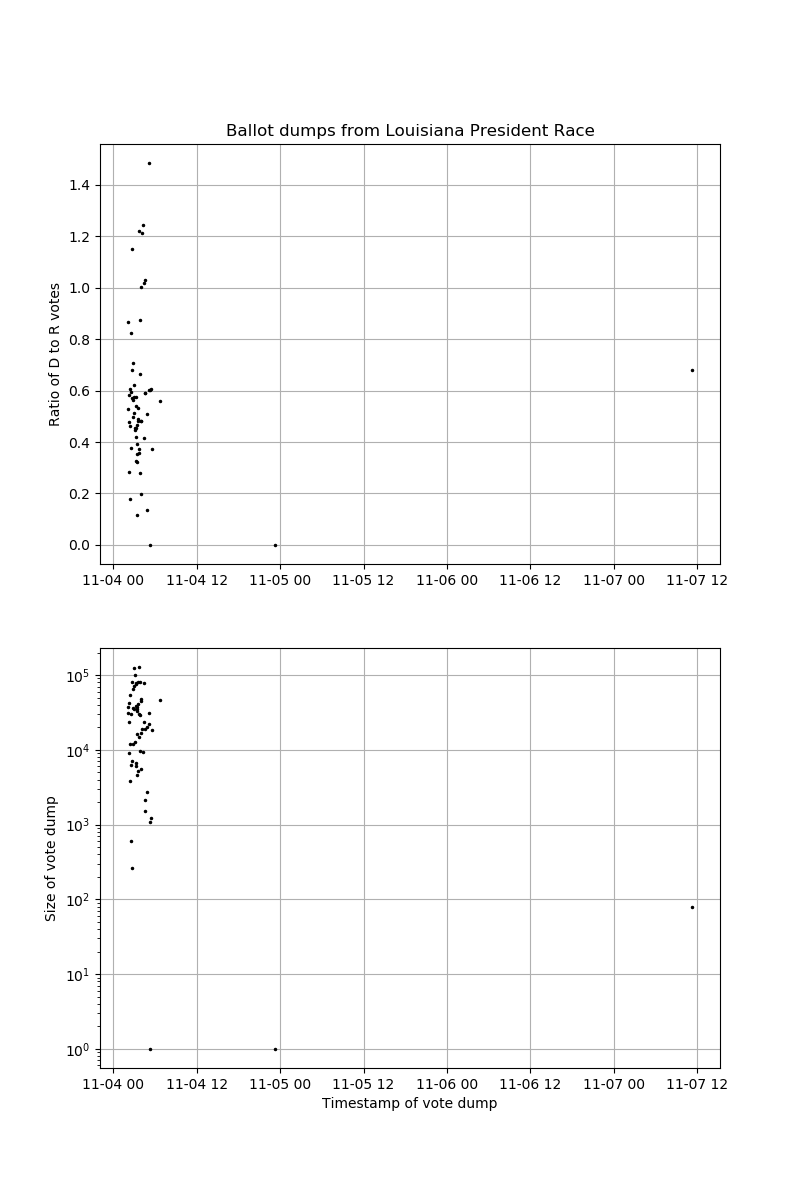 Ballot dumps from Louisiana President Race
Ratio of D to R votes
1.4
1.2
1.0
0.8
0.6
0.4
0.2
0.0
11-04 00 11-04 12 11-05 00 11-05 12 11-06 00 11-06 12 11-07 00 11-07 12
Size of vote dump
10^5
10^4
10^3
10^2
10^1
10^0
11-04 00 11-04 12 11-05 00 11-05 12 11-06 00 11-06 12 11-07 00 11-07 12
Timestamp of vote dump